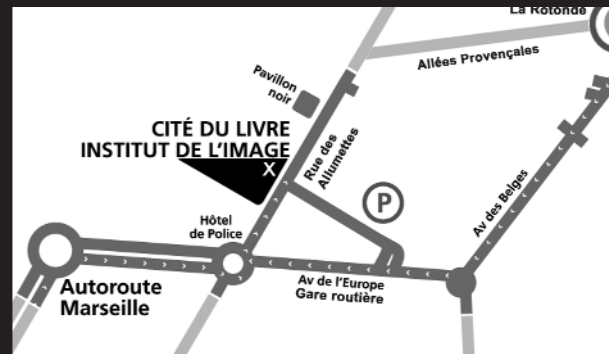 La Rotonde
Allées Provençales
Pavillon
noir
CITÉ DU LIVRE
INSTITUT DE L'IMAGE
X
Rue des
Allumettes
P
Av des Belges
Hôtel
de Police
Autoroute
Marseille
Av de l'Europe
Gare routière